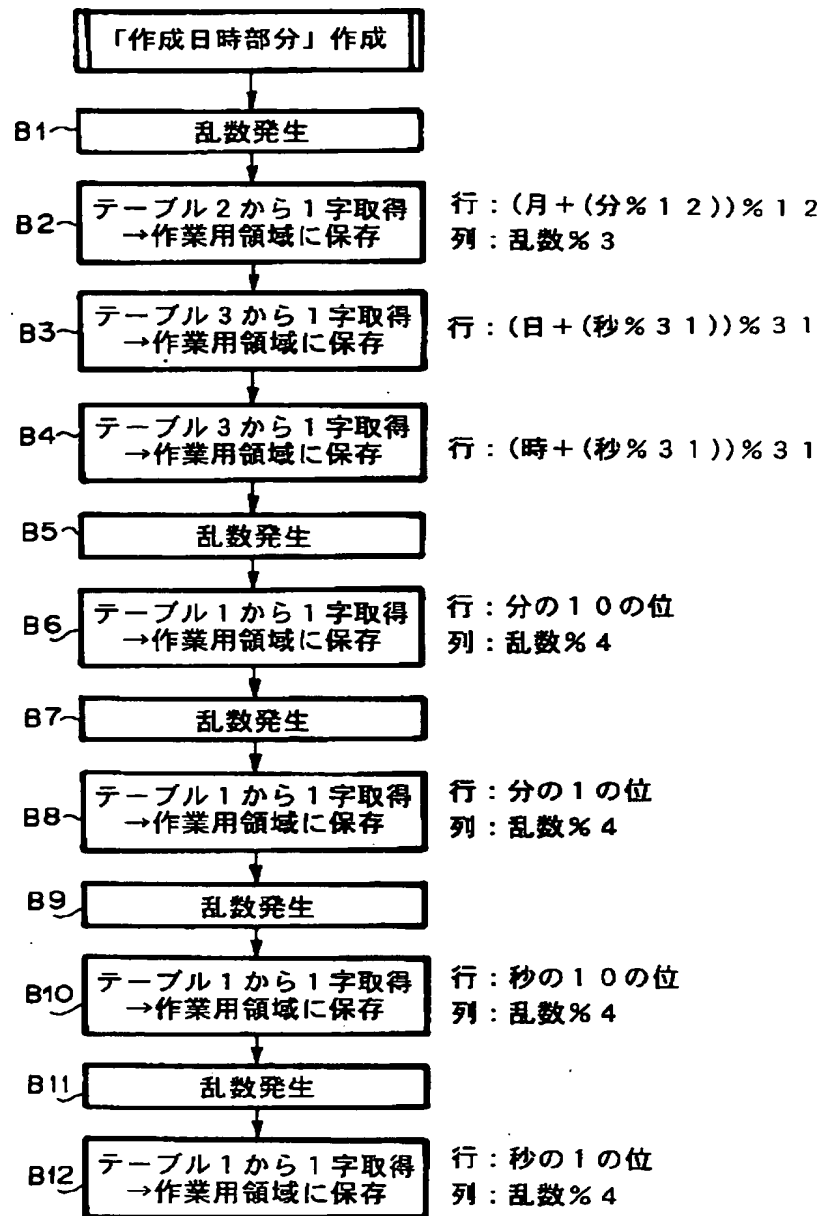 「作成日時部分」作成
B1 乱数発生
B2 テーブル2から1字取得
→作業用領域に保存
行:(月+(分%12))%12
列:乱数%3
B3 テーブル3から1字取得
→作業用領域に保存
行:(日+(秒%31))%31
B4 テーブル3から1字取得
→作業用領域に保存
行:(時+(秒%31))%31
B5 乱数発生
B6 テーブル1から1字取得
→作業用領域に保存
行:分の10の位
列:乱数%4
B7 乱数発生
B8 テーブル1から1字取得
→作業用領域に保存
行:分の1の位
列:乱数%4
B9 乱数発生
B10 テーブル1から1字取得
→作業用領域に保存
行:秒の10の位
列:乱数%4
B11 乱数発生
B12 テーブル1から1字取得
→作業用領域に保存
行:秒の1の位
列:乱数%4